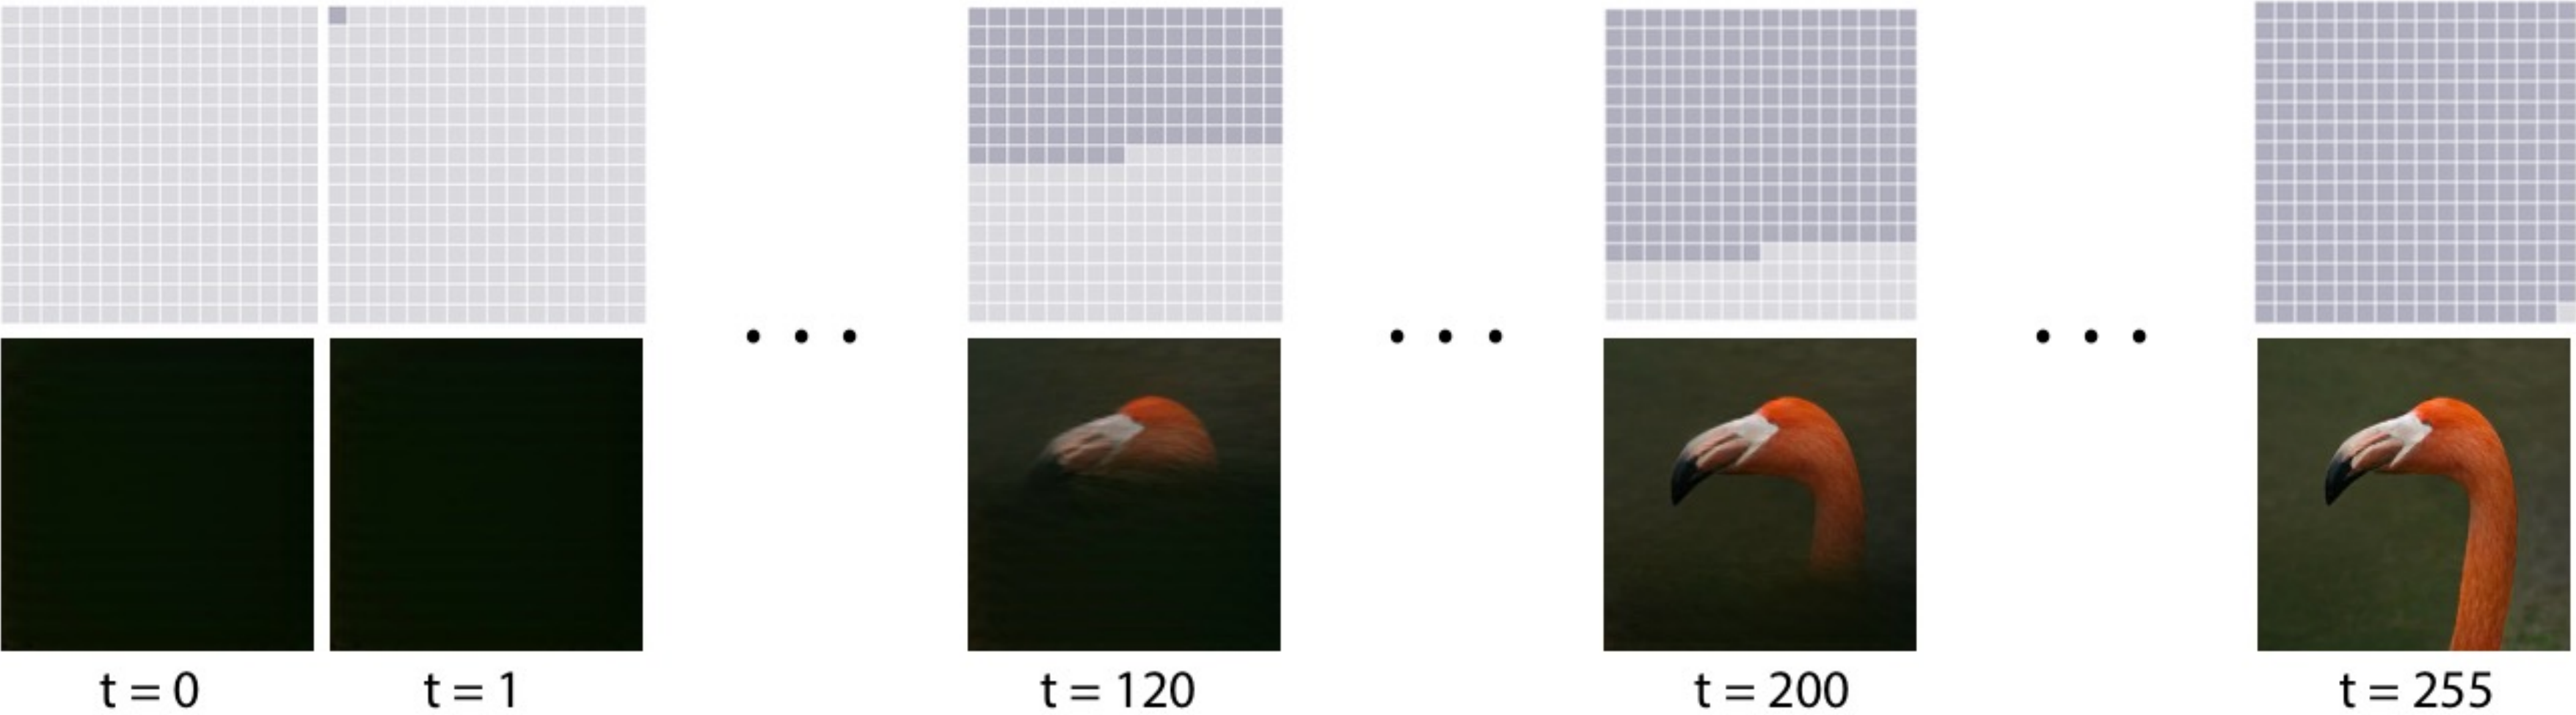 t = 0
t = 1
t = 120
t = 200
t = 255